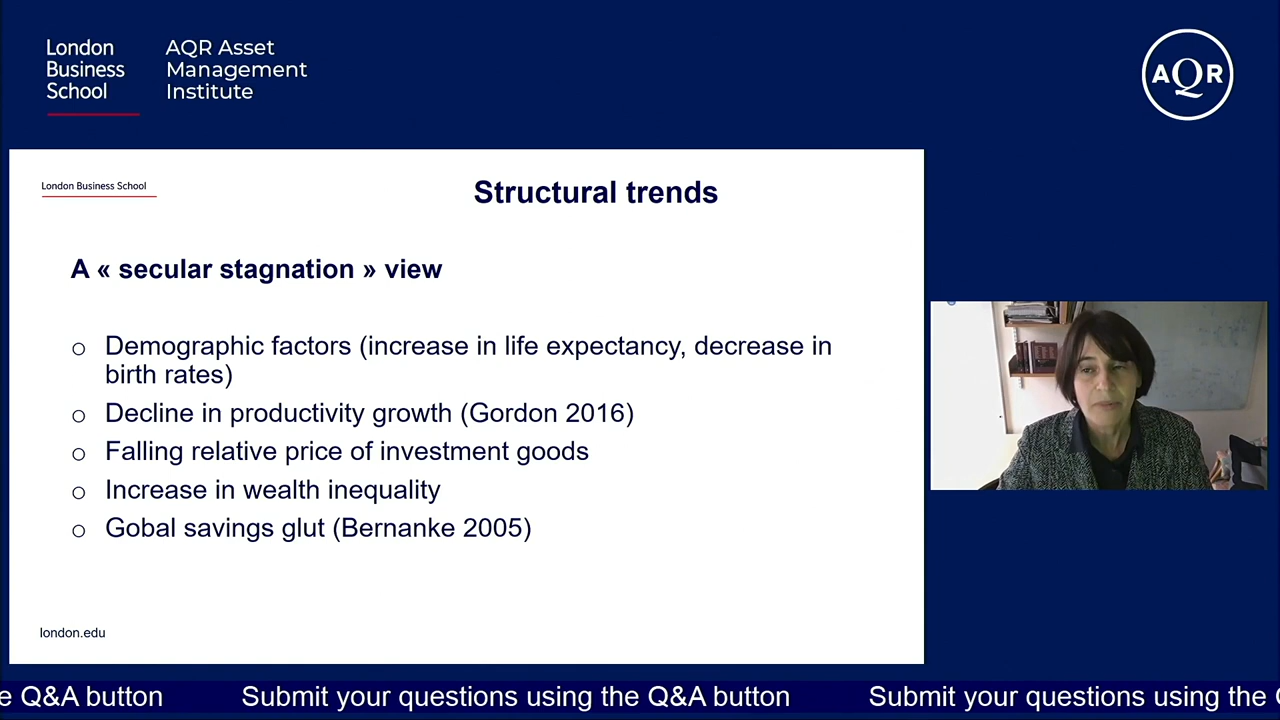 London
Business
School
AQR Asset
Management
Institute
AQR
London Business School
Structural trends
A « secular stagnation » view
o Demographic factors (increase in life expectancy, decrease in
birth rates)
o Decline in productivity growth (Gordon 2016)
o Falling relative price of investment goods
o Increase in wealth inequality
o Gobal savings glut (Bernanke 2005)
london.edu
e Q&A button Submit your questions using the Q&A button Submit your questions using the